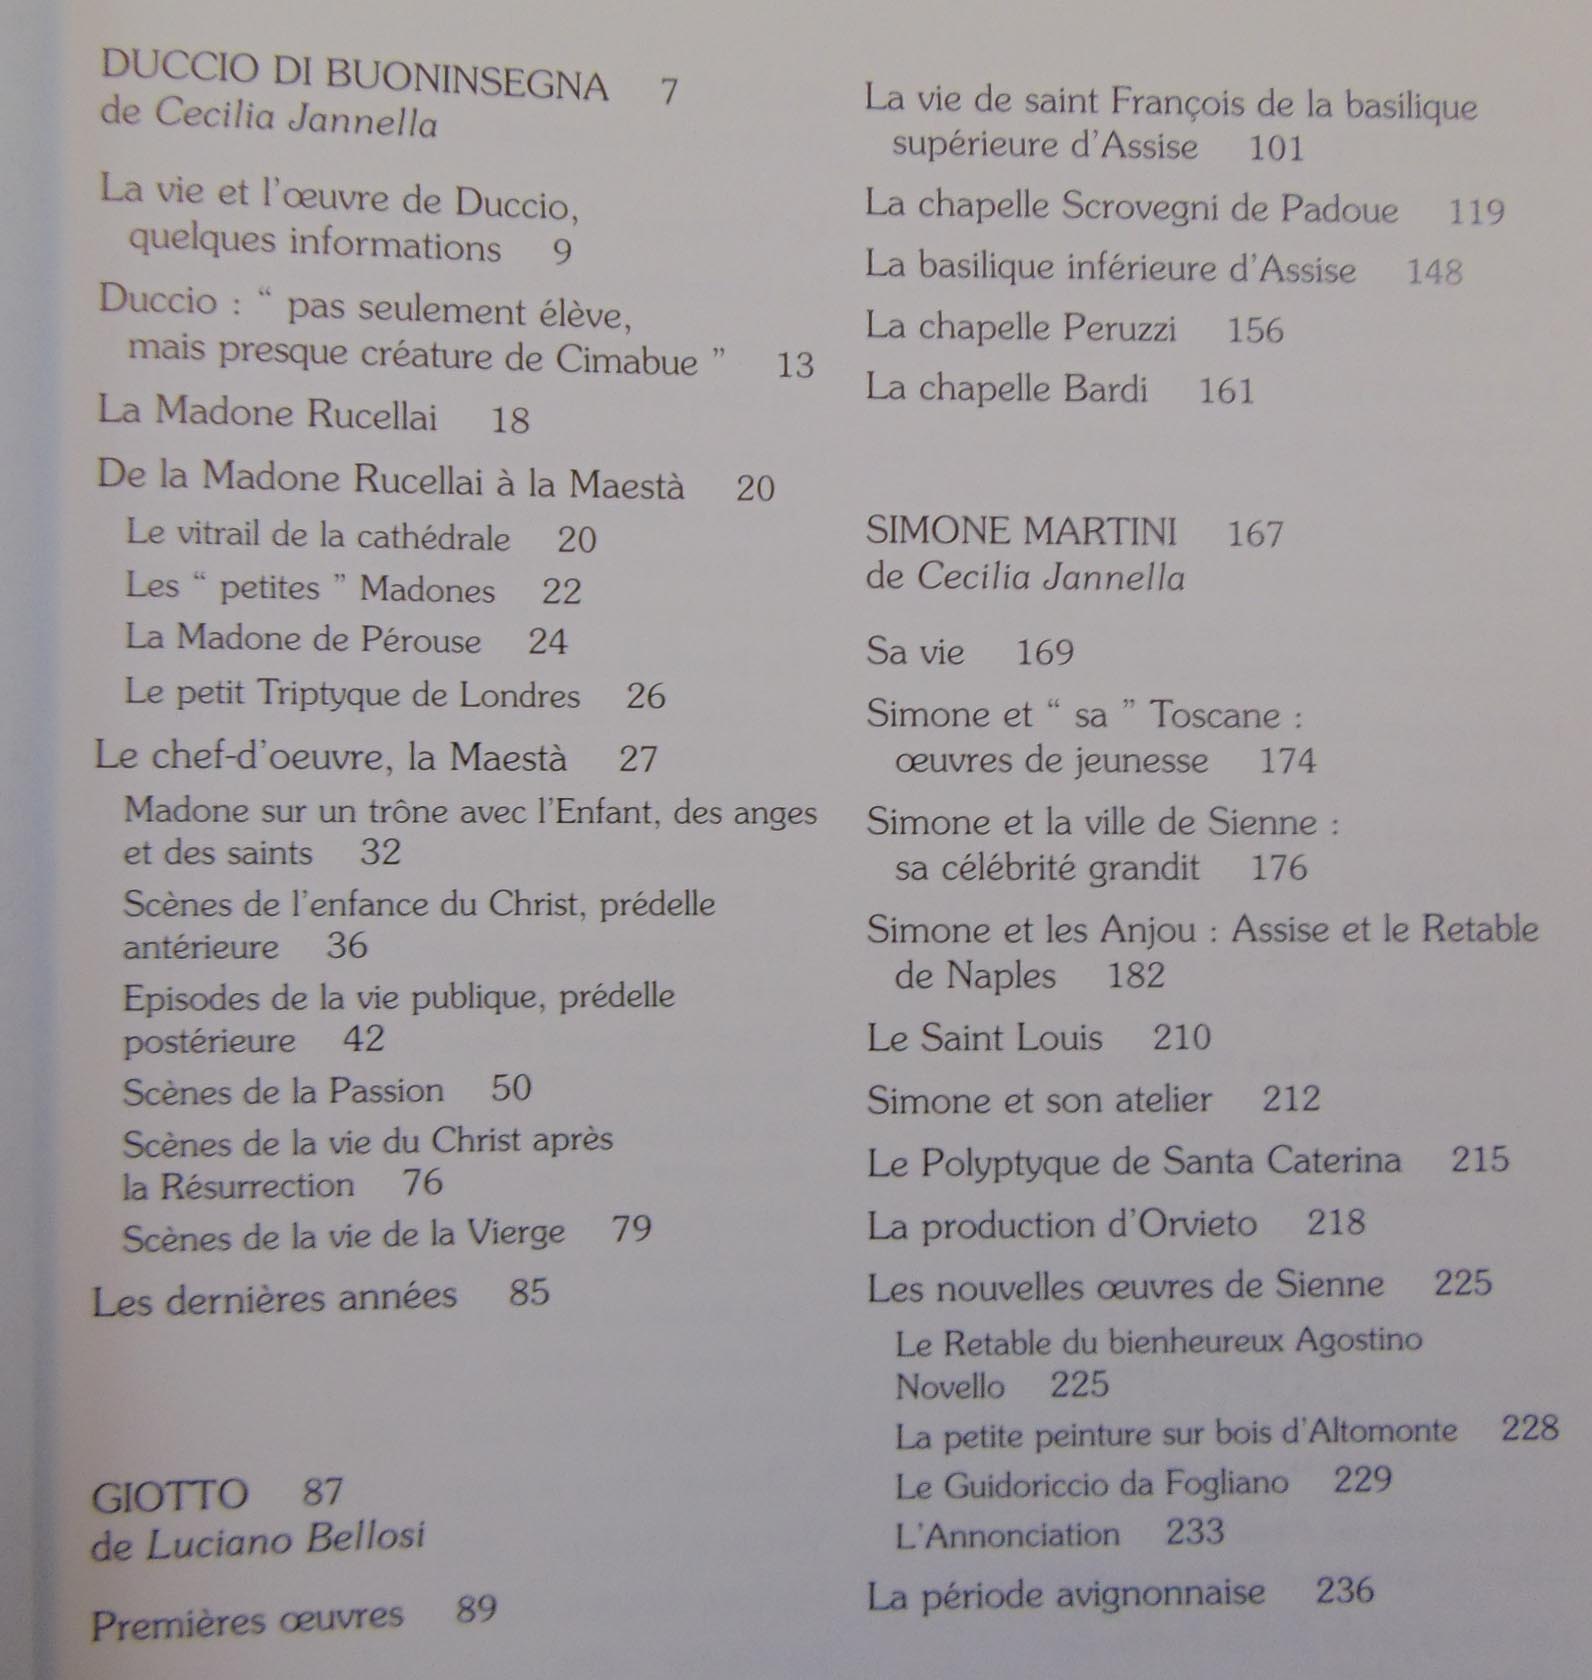 DUCCIO DI BUONINSEGNA 7
de Cecilia Jannella
La vie et l'œuvre de Duccio,
quelques informations 9
Duccio : “ pas seulement élève,
mais presque créature de Cimabue ” 13
La Madone Rucellai 18
De la Madone Rucellai à la Maestà 20
Le vitrail de la cathédrale 20
Les “ petites ” Madones 22
La Madone de Pérouse 24
Le petit Triptyque de Londres 26
Le chef-d'oeuvre, la Maestà 27
Madone sur un trône avec l'Enfant, des anges
et des saints 32
Scènes de l'enfance du Christ, prédelle
antérieure 36
Episodes de la vie publique, prédelle
postérieure 42
Scènes de la Passion 50
Scènes de la vie du Christ après
la Résurrection 76
Scènes de la vie de la Vierge 79
Les dernières années 85
GIOTTO 87
de Luciano Bellosi
Premières œuvres 89
La vie de saint François de la basilique
supérieure d'Assise 101
La chapelle Scrovegni de Padoue 119
La basilique inférieure d'Assise 148
La chapelle Peruzzi 156
La chapelle Bardi 161
SIMONE MARTINI 167
de Cecilia Jannella
Sa vie 169
Simone et “ sa ” Toscane :
œuvres de jeunesse 174
Simone et la ville de Sienne :
sa célébrité grandit 176
Simone et les Anjou : Assise et le Retable
de Naples 182
Le Saint Louis 210
Simone et son atelier 212
Le Polyptyque de Santa Caterina 215
La production d'Orvieto 218
Les nouvelles œuvres de Sienne 225
Le Retable du bienheureux Agostino
Novello 225
La petite peinture sur bois d'Altomonte 228
Le Guidoriccio da Fogliano 229
L'Annonciation 233
La période avignonnaise 236